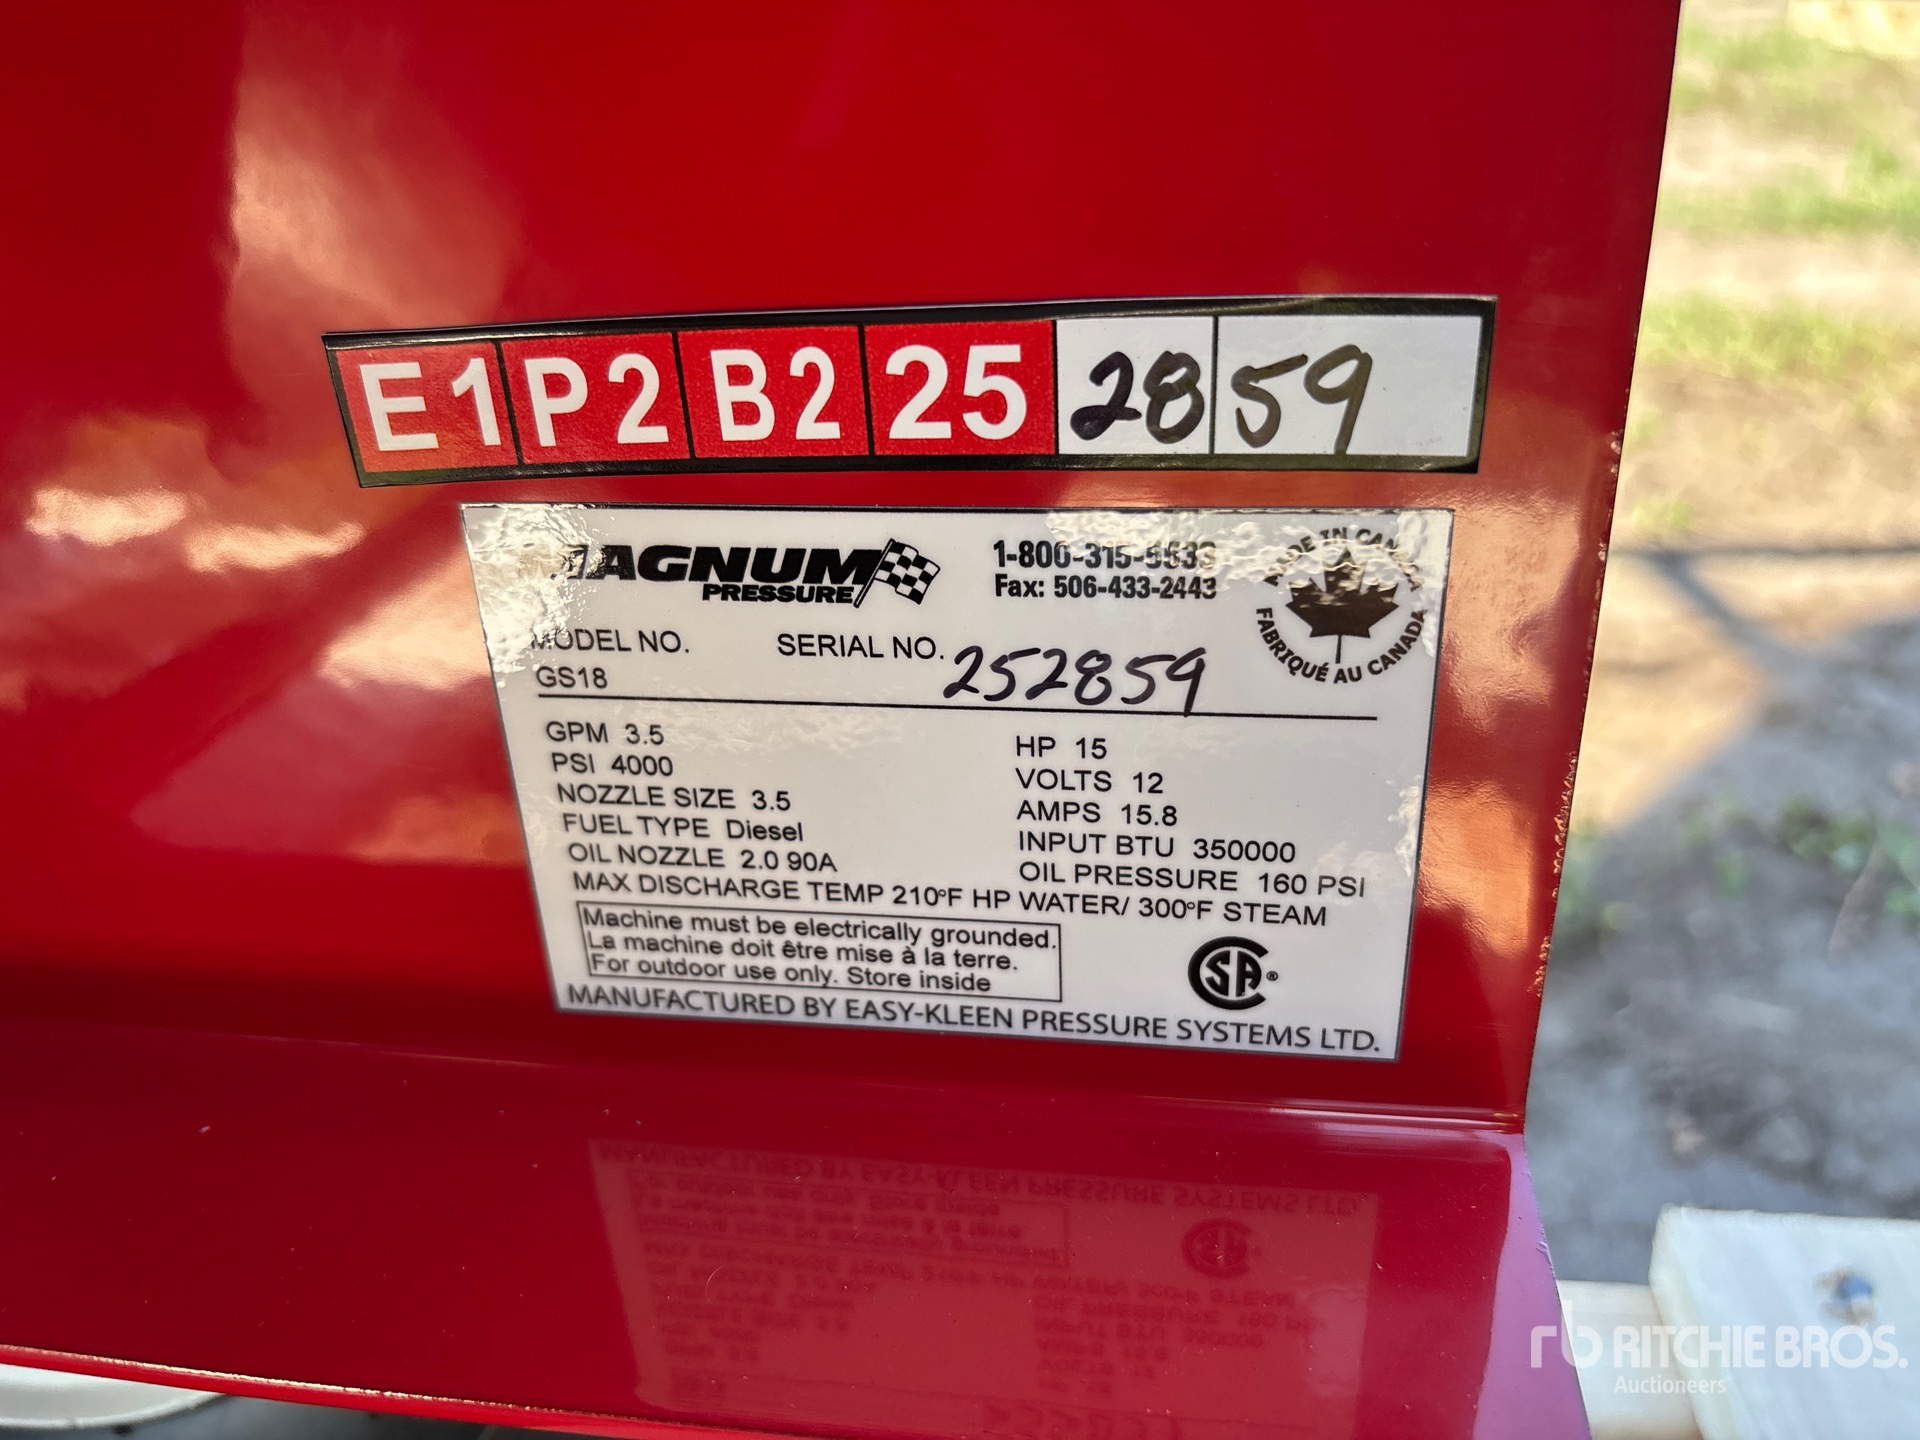 E1 P2 B2 25 28 59
MAGNUM
PRESSURE
Fax: 506-433-2443
MADE IN CANADA
FABRIQUÉ AU CANADA
MODEL NO.
GS18
SERIAL NO. 252859
GPM 3.5
PSI 4000
NOZZLE SIZE 3.5
FUEL TYPE Diesel
OIL NOZZLE 2.0 90A
HP 15
VOLTS 12
AMPS 15.8
INPUT BTU 350000
OIL PRESSURE 160 PSI
MAX DISCHARGE TEMP 210°F HP WATER/ 300°F STEAM
Machine must be electrically grounded.
La machine doit être mise à la terre.
For outdoor use only. Store inside
CSA®
MANUFACTURED BY EASY-KLEEN PRESSURE SYSTEMS LTD.
rb RITCHIE BROS.
Auctioneers